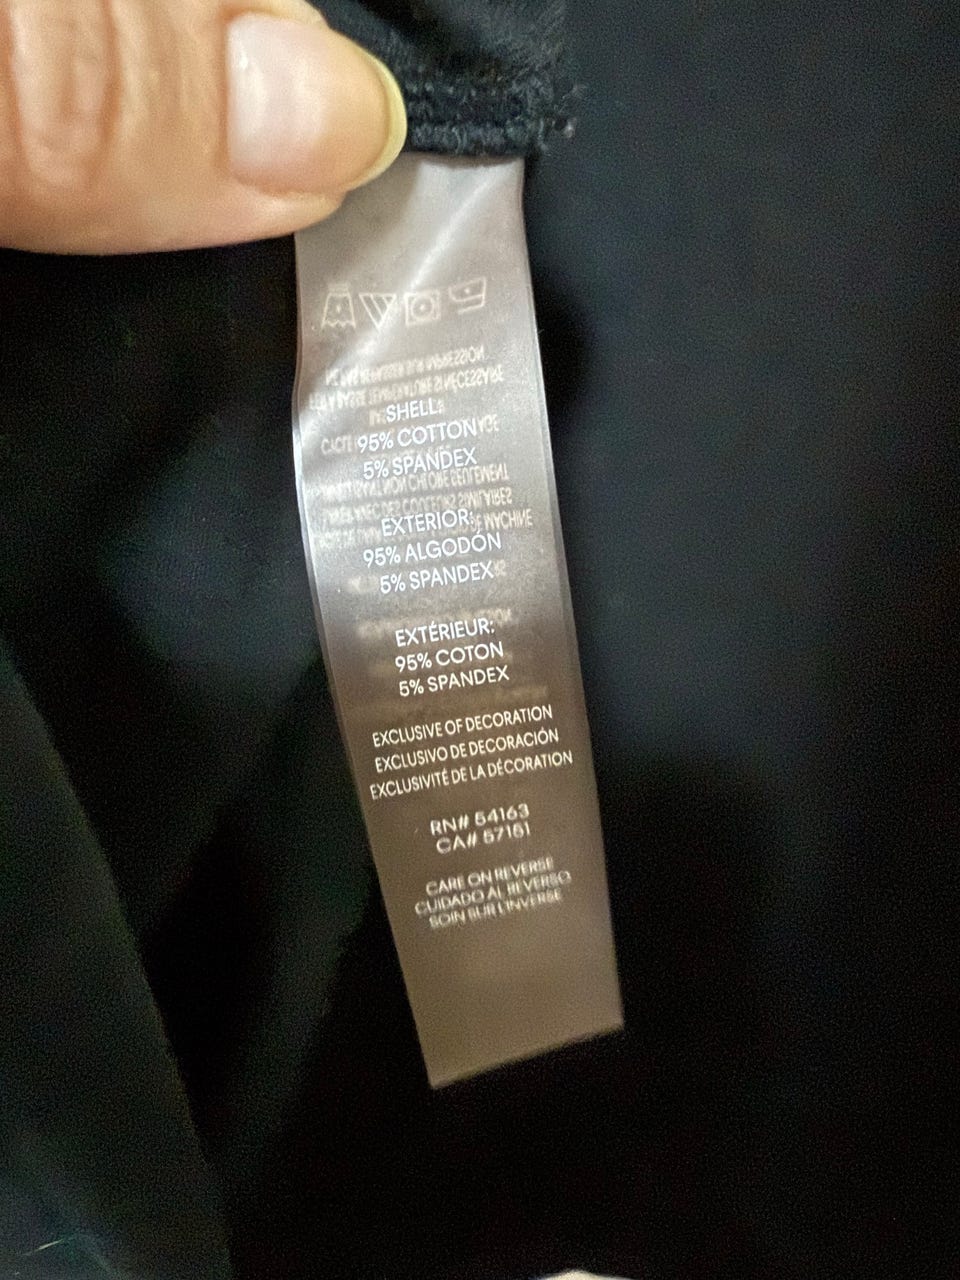 SHELL:
95% COTTON
5% SPANDEX
EXTERIOR:
95% ALGODÓN
5% SPANDEX
EXTÉRIEUR:
95% COTON
5% SPANDEX
EXCLUSIVE OF DECORATION
EXCLUSIVO DE DECORACIÓN
EXCLUSIVITÉ DE LA DÉCORATION
RN# 54163
CA# 57151
CARE ON REVERSE
CUIDADO AL REVERSO
SOIN SUR L'INVERSE